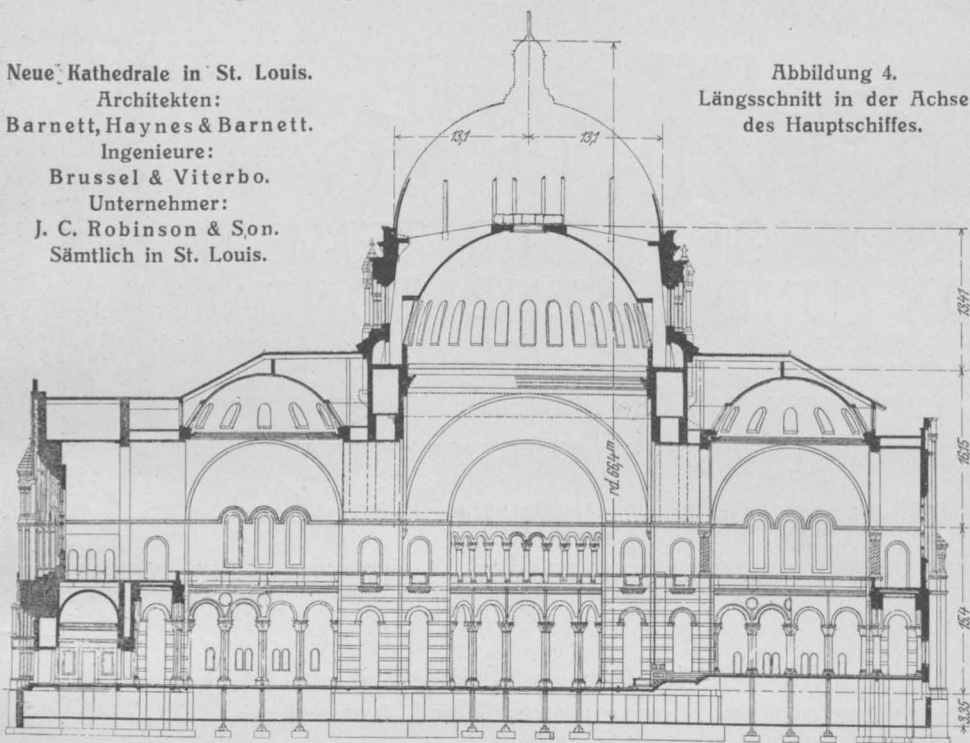 Neue Kathedrale in St. Louis.
Architekten:
Barnett, Haynes & Barnett.
Ingenieure:
Brussel & Viterbo.
Unternehmer:
J. C. Robinson & Son.
Sämtlich in St. Louis.
Abbildung 4.
Längsschnitt in der Achse
des Hauptschiffes.
13,1 13,1
13,41
16,15
rd. 66,4 m
15,4
3,35